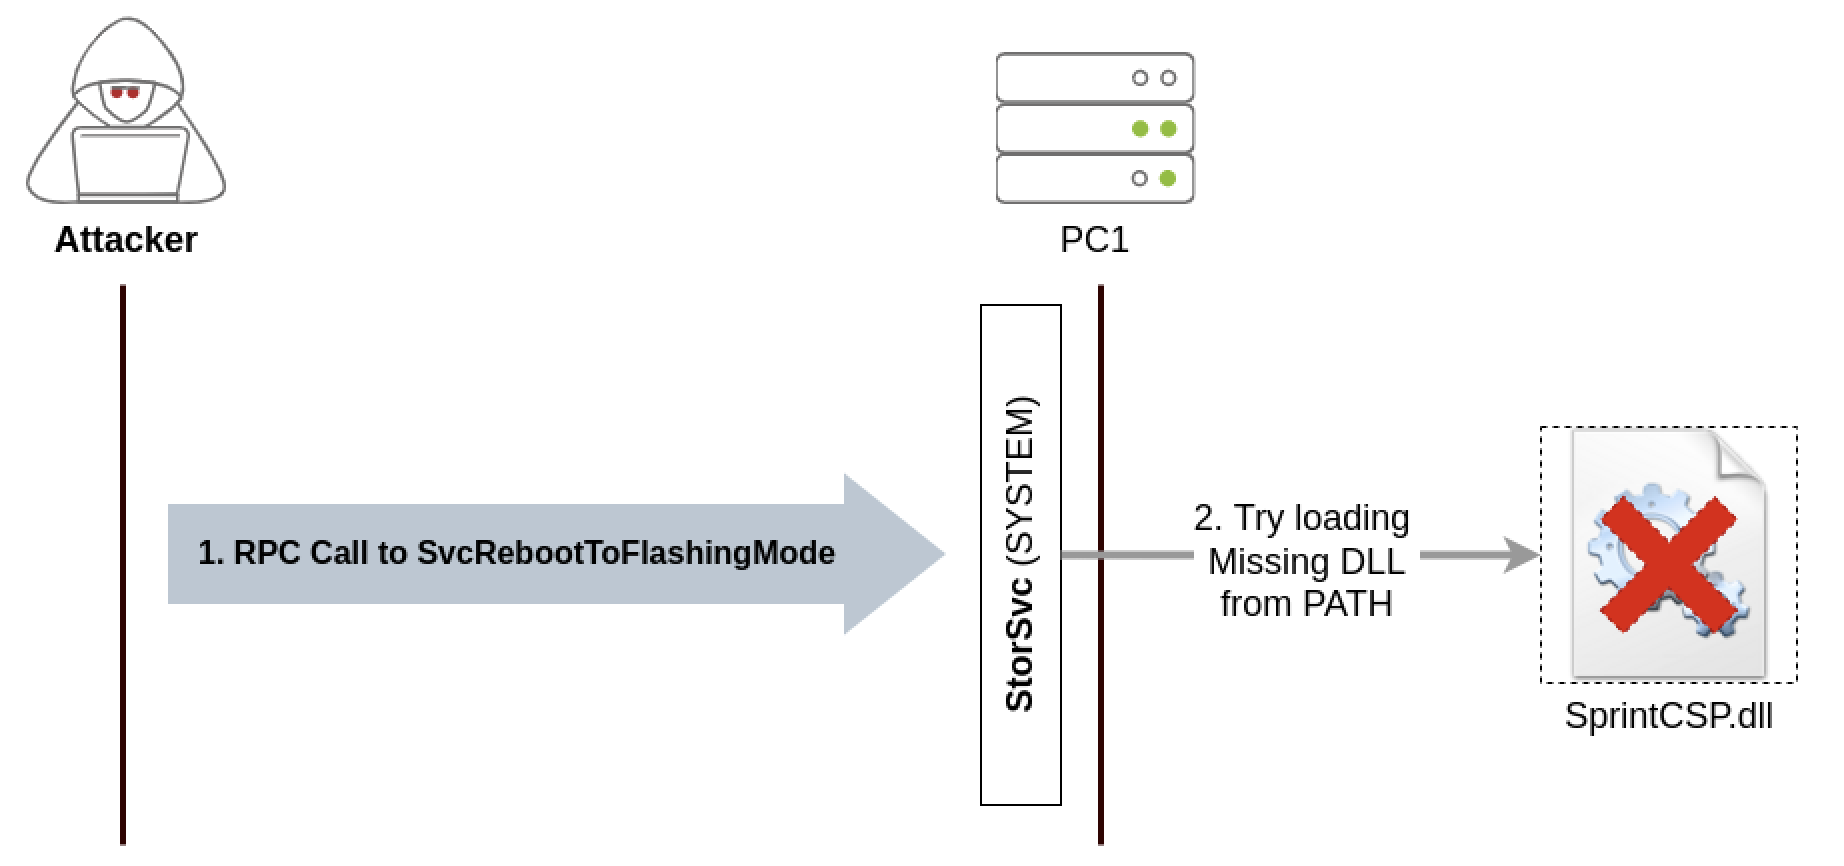 Attacker
PC1
1. RPC Call to SvcRebootToFlashingMode
StorSvc (SYSTEM)
2. Try loading
Missing DLL
from PATH
SprintCSP.dll